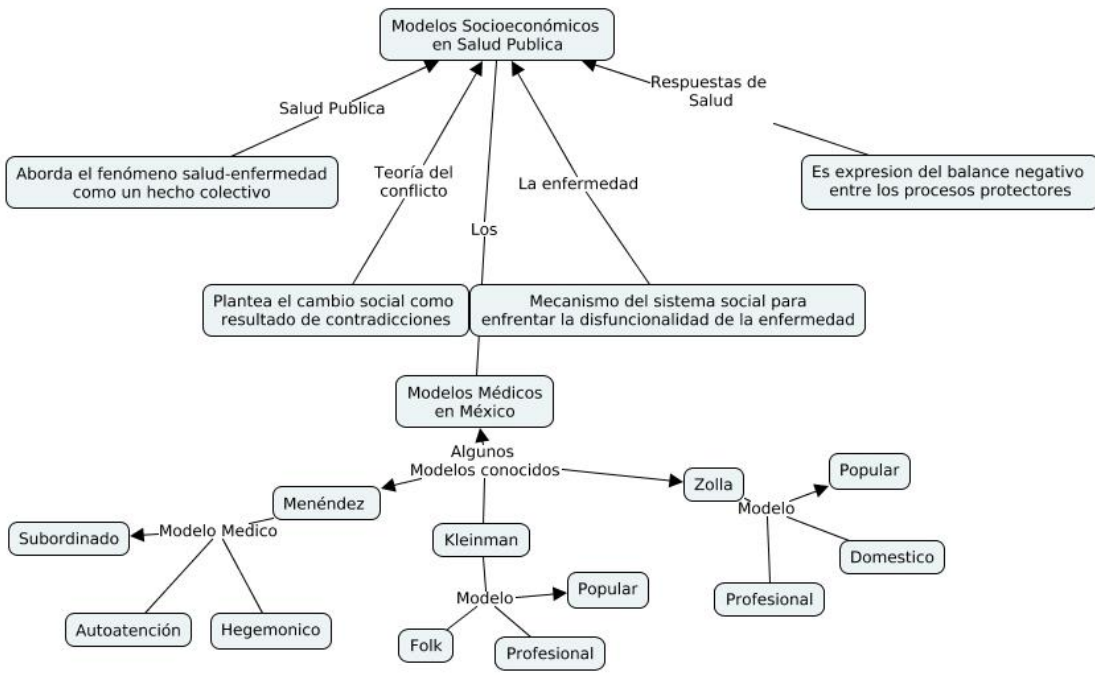 Modelos Socioeconómicos
en Salud Publica
Salud Publica
Respuestas de
Salud
Aborda el fenómeno salud-enfermedad
como un hecho colectivo
Teoría del
conflicto
La enfermedad
Es expresion del balance negativo
entre los procesos protectores
Los
Plantea el cambio social como
resultado de contradicciones
Mecanismo del sistema social para
enfrentar la disfuncionalidad de la enfermedad
Modelos Médicos
en México
Algunos
Modelos conocidos
Menéndez
Modelo Medico
Subordinado
Autoatención
Hegemonico
Kleinman
Modelo
Popular
Folk
Profesional
Zolla
Modelo
Popular
Domestico
Profesional